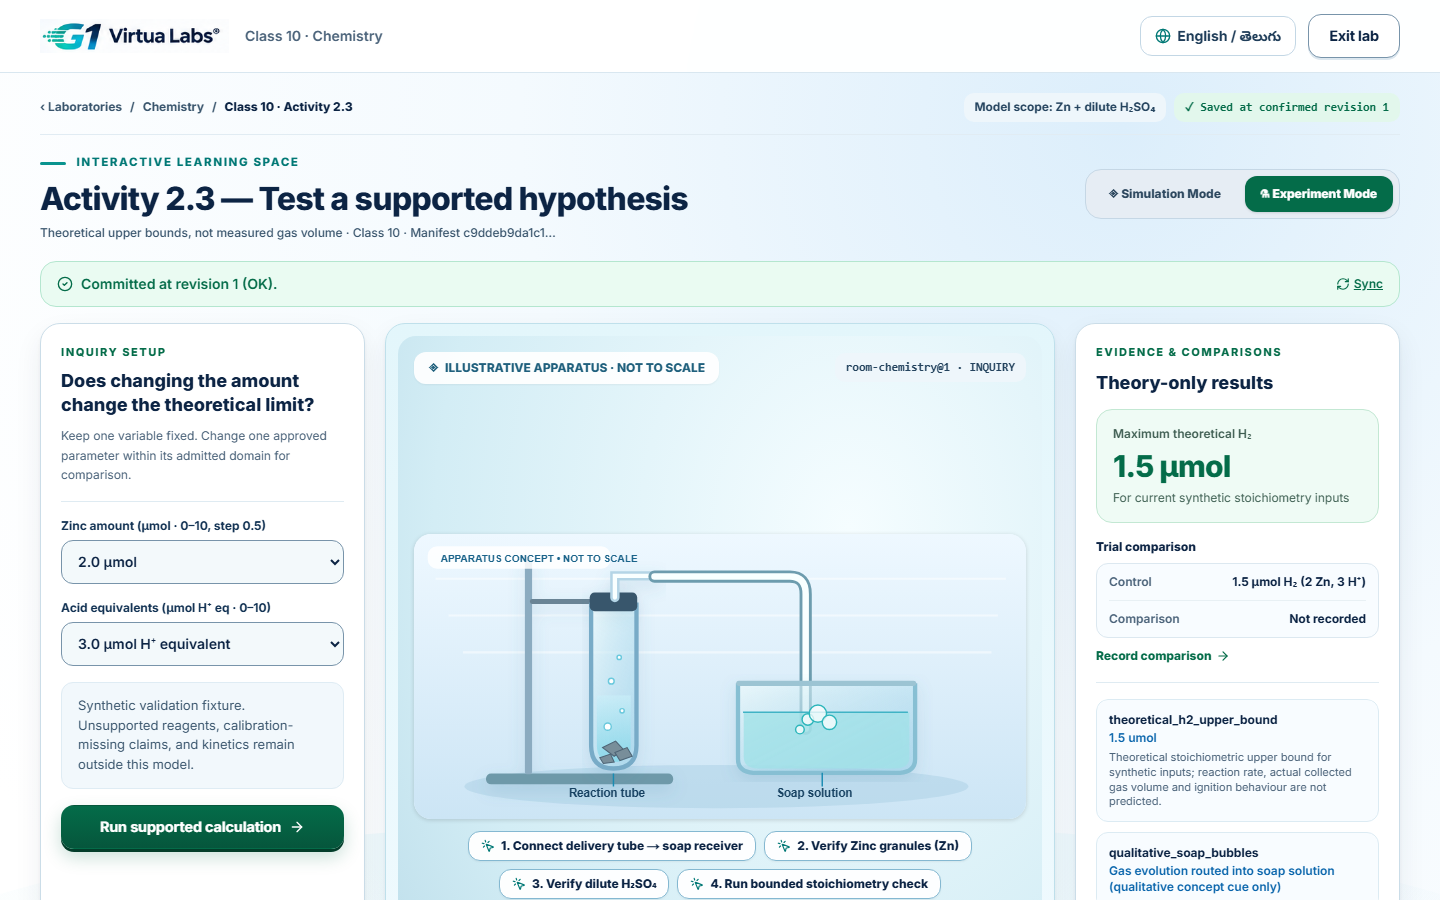 G1 Virtua Labs®
Class 10 · Chemistry
English / తెలుగు
Exit lab
‹ Laboratories / Chemistry / Class 10 · Activity 2.3
Model scope: Zn + dilute H₂SO₄
✓ Saved at confirmed revision 1
INTERACTIVE LEARNING SPACE
Activity 2.3 — Test a supported hypothesis
Theoretical upper bounds, not measured gas volume · Class 10 · Manifest c9ddeb9da1c1...
Simulation Mode
Experiment Mode
Committed at revision 1 (OK).
Sync
INQUIRY SETUP
Does changing the amount
change the theoretical limit?
Keep one variable fixed. Change one approved
parameter within its admitted domain for
comparison.
Zinc amount (µmol · 0–10, step 0.5)
2.0 µmol
Acid equivalents (µmol H⁺ eq · 0–10)
3.0 µmol H⁺ equivalent
Synthetic validation fixture.
Unsupported reagents, calibration-
missing claims, and kinetics remain
outside this model.
Run supported calculation →
ILLUSTRATIVE APPARATUS · NOT TO SCALE
room-chemistry@1 · INQUIRY
APPARATUS CONCEPT • NOT TO SCALE
Reaction tube
Soap solution
1. Connect delivery tube → soap receiver
2. Verify Zinc granules (Zn)
3. Verify dilute H₂SO₄
4. Run bounded stoichiometry check
EVIDENCE & COMPARISONS
Theory-only results
Maximum theoretical H₂
1.5 µmol
For current synthetic stoichiometry inputs
Trial comparison
Control 1.5 µmol H₂ (2 Zn, 3 H⁺)
Comparison Not recorded
Record comparison →
theoretical_h2_upper_bound
1.5 umol
Theoretical stoichiometric upper bound for
synthetic inputs; reaction rate, actual collected
gas volume and ignition behaviour are not
predicted.
qualitative_soap_bubbles
Gas evolution routed into soap solution
(qualitative concept cue only)